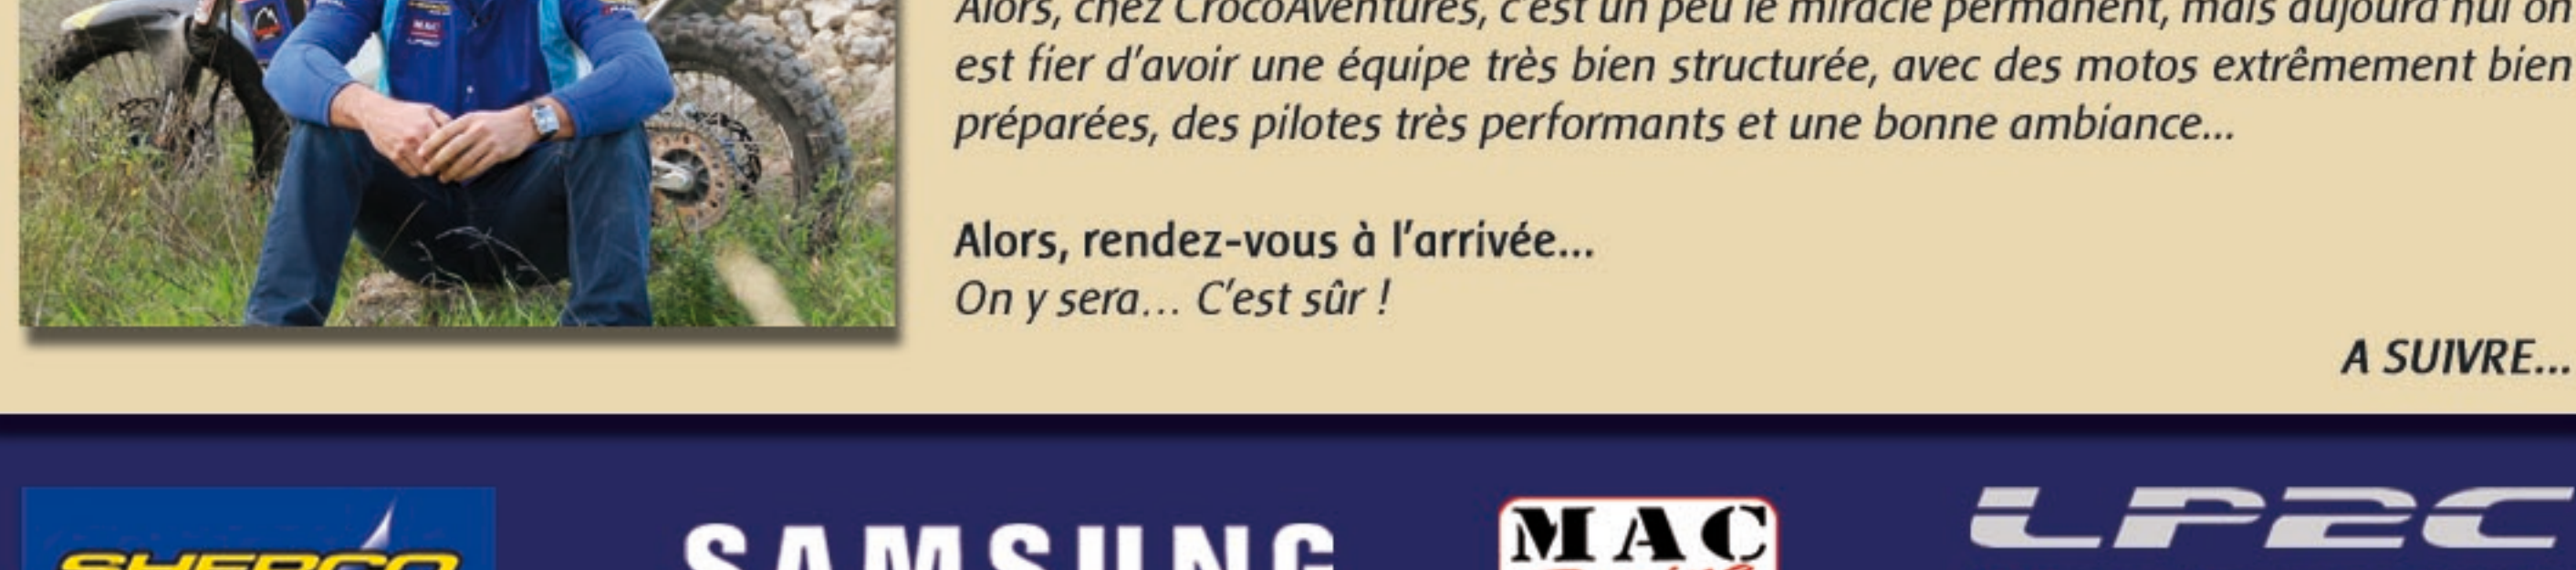 Alors, chez CrocoAventures, c'est un peu le miracle permanent, mais aujourd'hui on
est fier d'avoir une équipe très bien structurée, avec des motos extrêmement bien
préparées, des pilotes très performants et une bonne ambiance...
Alors, rendez-vous à l'arrivée...
On y sera... C'est sûr !
A SUIVRE...
SHERCO
SAMSUNG
MAC
LP2C